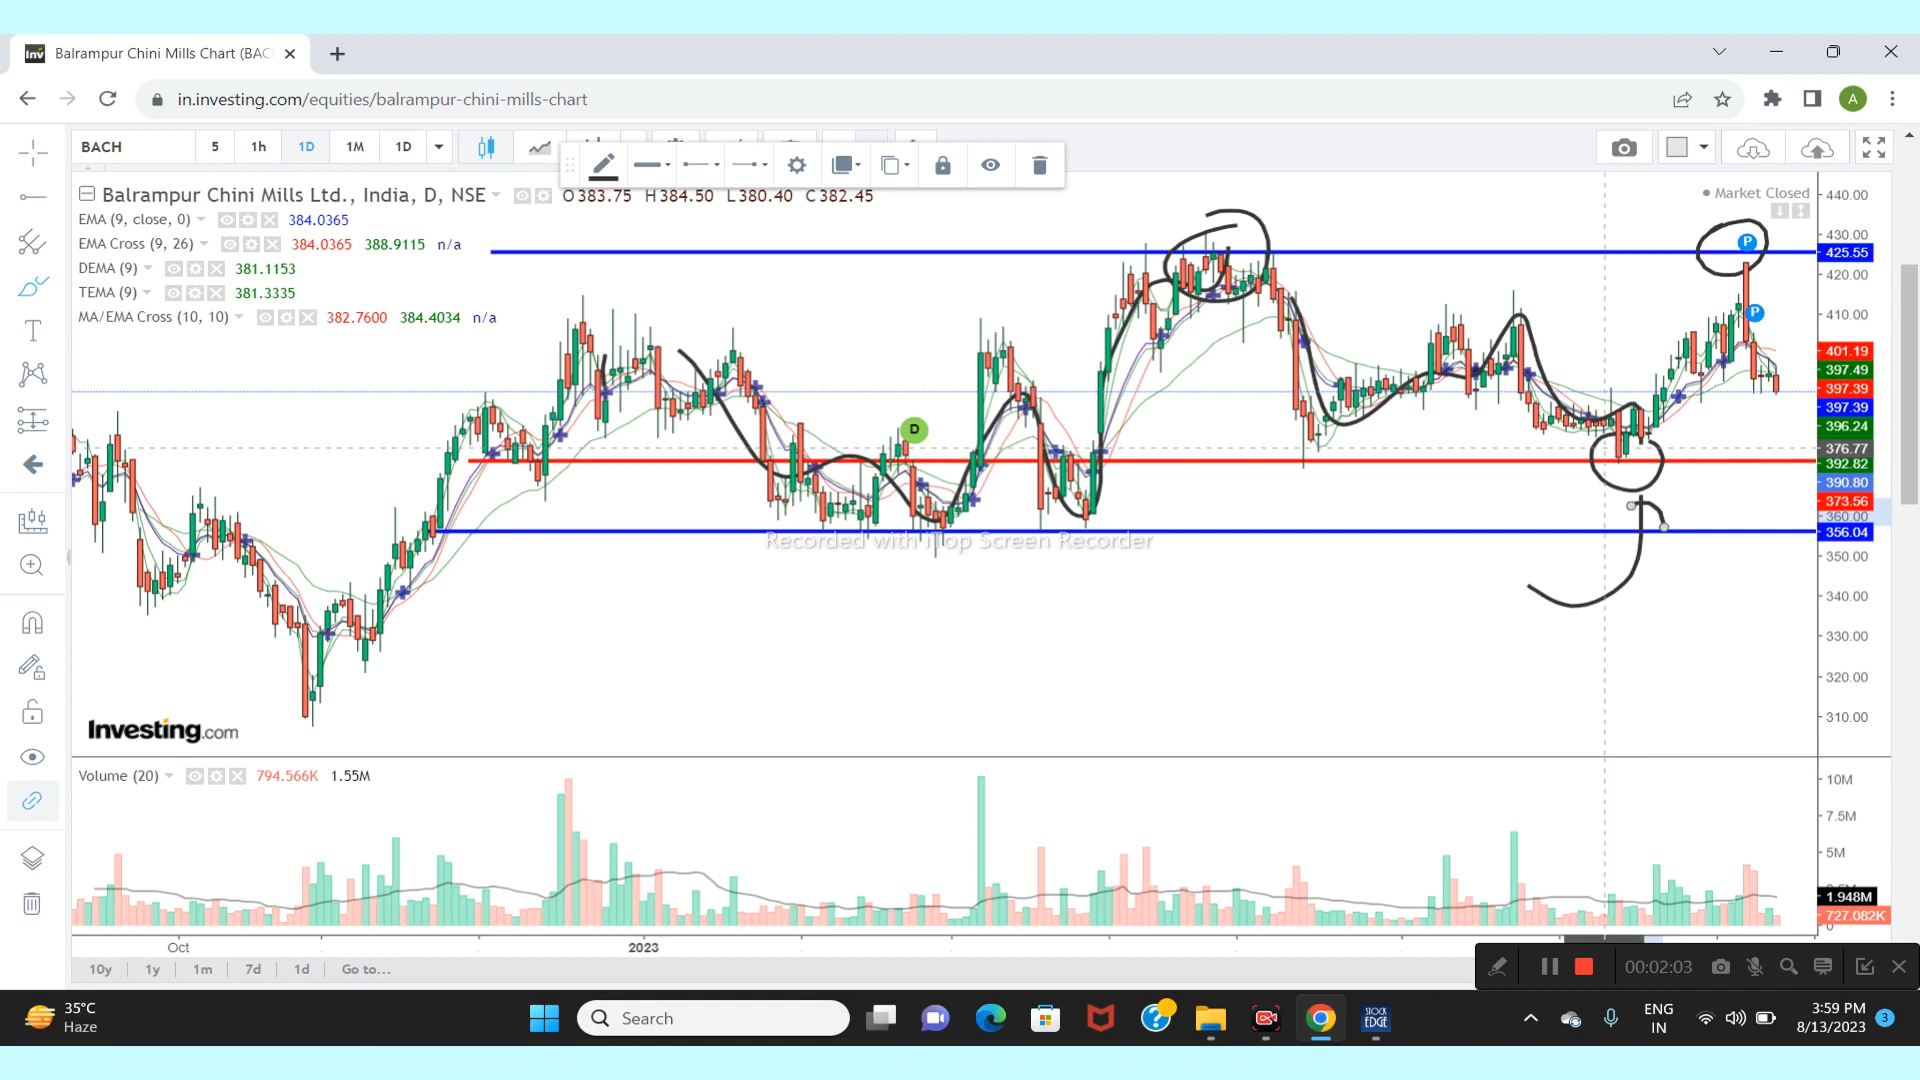 Balrampur Chini Mills Chart (BAC
in.investing.com/equities/balrampur-chini-mills-chart
A
BACH 5 1h 1D 1M 1D
Balrampur Chini Mills Ltd., India, D, NSE O383.75 H384.50 L380.40 C382.45
Market Closed
EMA (9, close, 0) 384.0365
EMA Cross (9, 26) 384.0365 388.9115 n/a
DEMA (9) 381.1153
TEMA (9) 381.3335
MA/EMA Cross (10, 10) 382.7600 384.4034 n/a
P
P
D
440.00
430.00
425.55
420.00
410.00
401.19
397.49
397.39
397.39
396.24
376.77
392.82
390.80
373.56
360.00
356.04
350.00
340.00
330.00
320.00
310.00
Recorded with iTop Screen Recorder
Investing.com
Volume (20) 794.566K 1.55M
10M
7.5M
5M
1.948M
727.082K
0
Oct 2023
10y 1y 1m 7d 1d Go to...
00:02:03
35°C
Haze
Search
STOCK
EDGE
ENG
IN
3:59 PM
8/13/2023
3